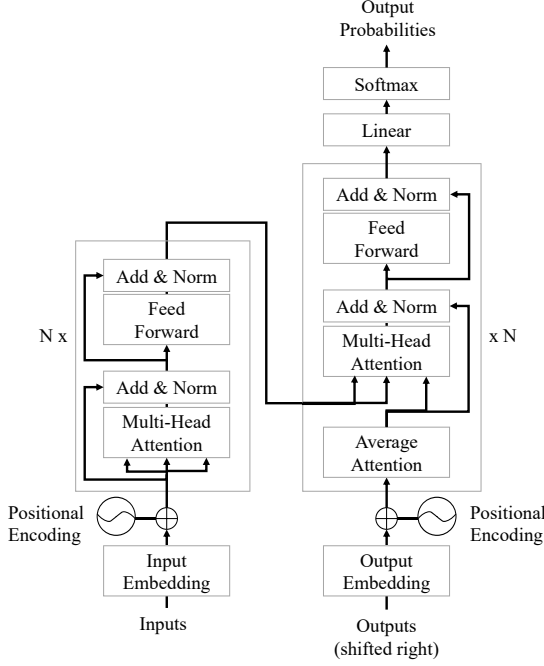 Output
Probabilities
Softmax
Linear
Add & Norm
Feed
Forward
Add & Norm
Multi-Head
Attention
x N
Average
Attention
Positional
Encoding
Output
Embedding
Outputs
(shifted right)
Add & Norm
Feed
Forward
N x
Add & Norm
Multi-Head
Attention
Positional
Encoding
Input
Embedding
Inputs